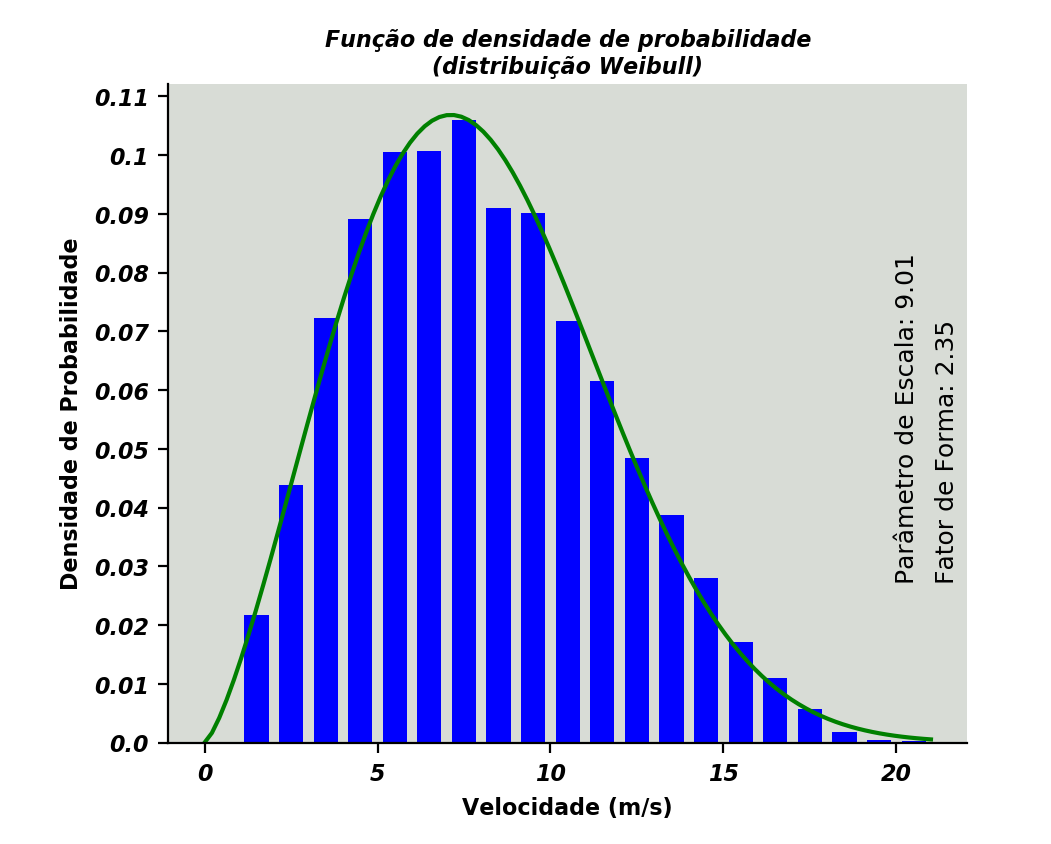 Função de densidade de probabilidade
(distribuição Weibull)
0.11
0.1
0.09
0.08
0.07
0.06
0.05
0.04
0.03
0.02
0.01
0.0
Densidade de Probabilidade
0 5 10 15 20
Velocidade (m/s)
Parâmetro de Escala: 9.01
Fator de Forma: 2.35